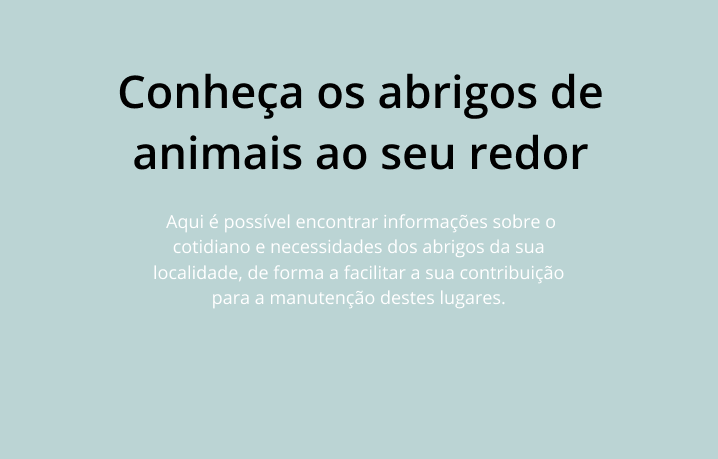 Conheça os abrigos de
animais ao seu redor
Aqui é possível encontrar informações sobre o
cotidiano e necessidades dos abrigos da sua
localidade, de forma a facilitar a sua contribuição
para a manutenção destes lugares.